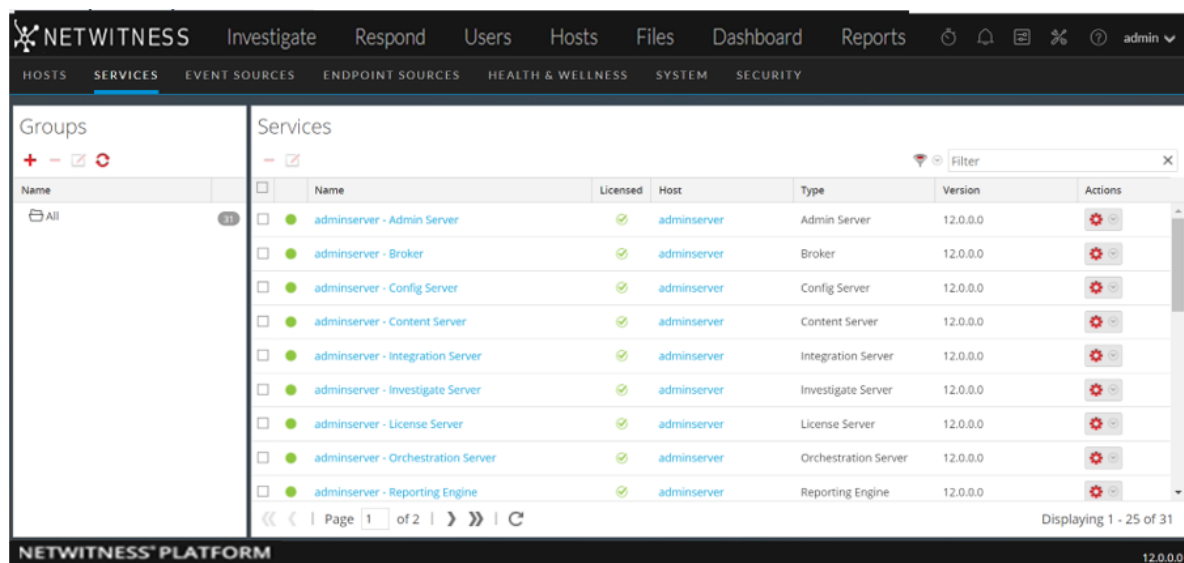 NETWITNESS Investigate Respond Users Hosts Files Dashboard Reports admin
HOSTS SERVICES EVENT SOURCES ENDPOINT SOURCES HEALTH & WELLNESS SYSTEM SECURITY
Groups
Name
All 31
Services
Filter
Name Licensed Host Type Version Actions
adminserver - Admin Server adminserver Admin Server 12.0.0.0
adminserver - Broker adminserver Broker 12.0.0.0
adminserver - Config Server adminserver Config Server 12.0.0.0
adminserver - Content Server adminserver Content Server 12.0.0.0
adminserver - Integration Server adminserver Integration Server 12.0.0.0
adminserver - Investigate Server adminserver Investigate Server 12.0.0.0
adminserver - License Server adminserver License Server 12.0.0.0
adminserver - Orchestration Server adminserver Orchestration Server 12.0.0.0
adminserver - Reporting Engine adminserver Reporting Engine 12.0.0.0
Page 1 of 2 Displaying 1 - 25 of 31
NETWITNESS® PLATFORM 12.0.0.0